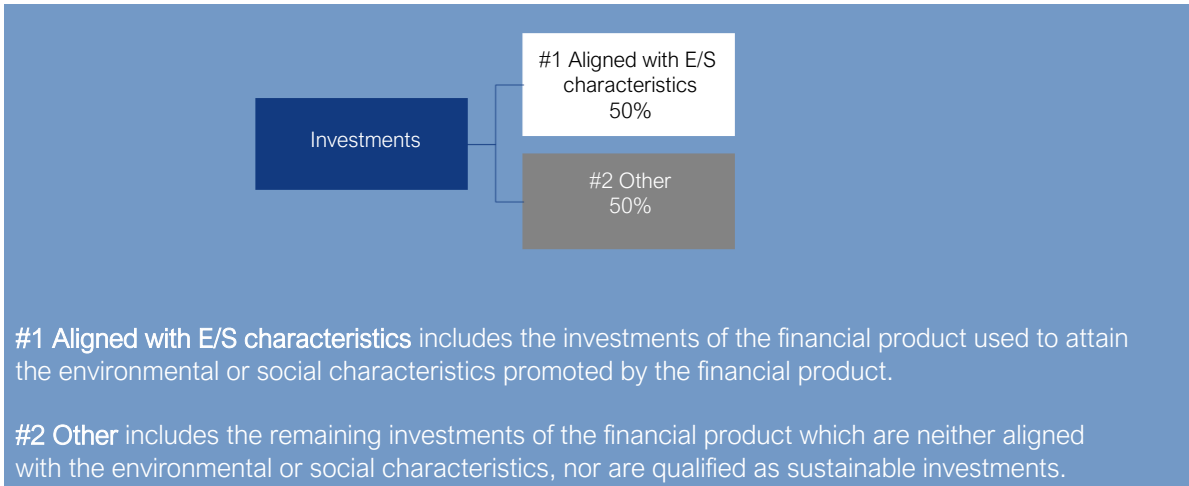 #1 Aligned with E/S
characteristics
50%
Investments
#2 Other
50%
#1 Aligned with E/S characteristics includes the investments of the financial product used to attain
the environmental or social characteristics promoted by the financial product.
#2 Other includes the remaining investments of the financial product which are neither aligned
with the environmental or social characteristics, nor are qualified as sustainable investments.